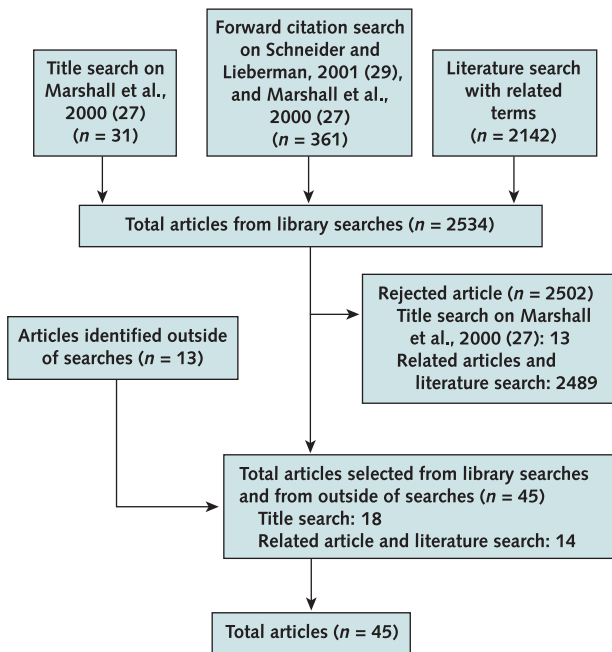 Title search on
Marshall et al.,
2000 (27)
(n = 31)
Forward citation search
on Schneider and
Lieberman, 2001 (29),
and Marshall et al.,
2000 (27)
(n = 361)
Literature search
with related
terms
(n = 2142)
Total articles from library searches (n = 2534)
Rejected article (n = 2502)
Title search on Marshall
et al., 2000 (27): 13
Related articles and
literature search: 2489
Articles identified outside
of searches (n = 13)
Total articles selected from library searches
and from outside of searches (n = 45)
Title search: 18
Related article and literature search: 14
Total articles (n = 45)